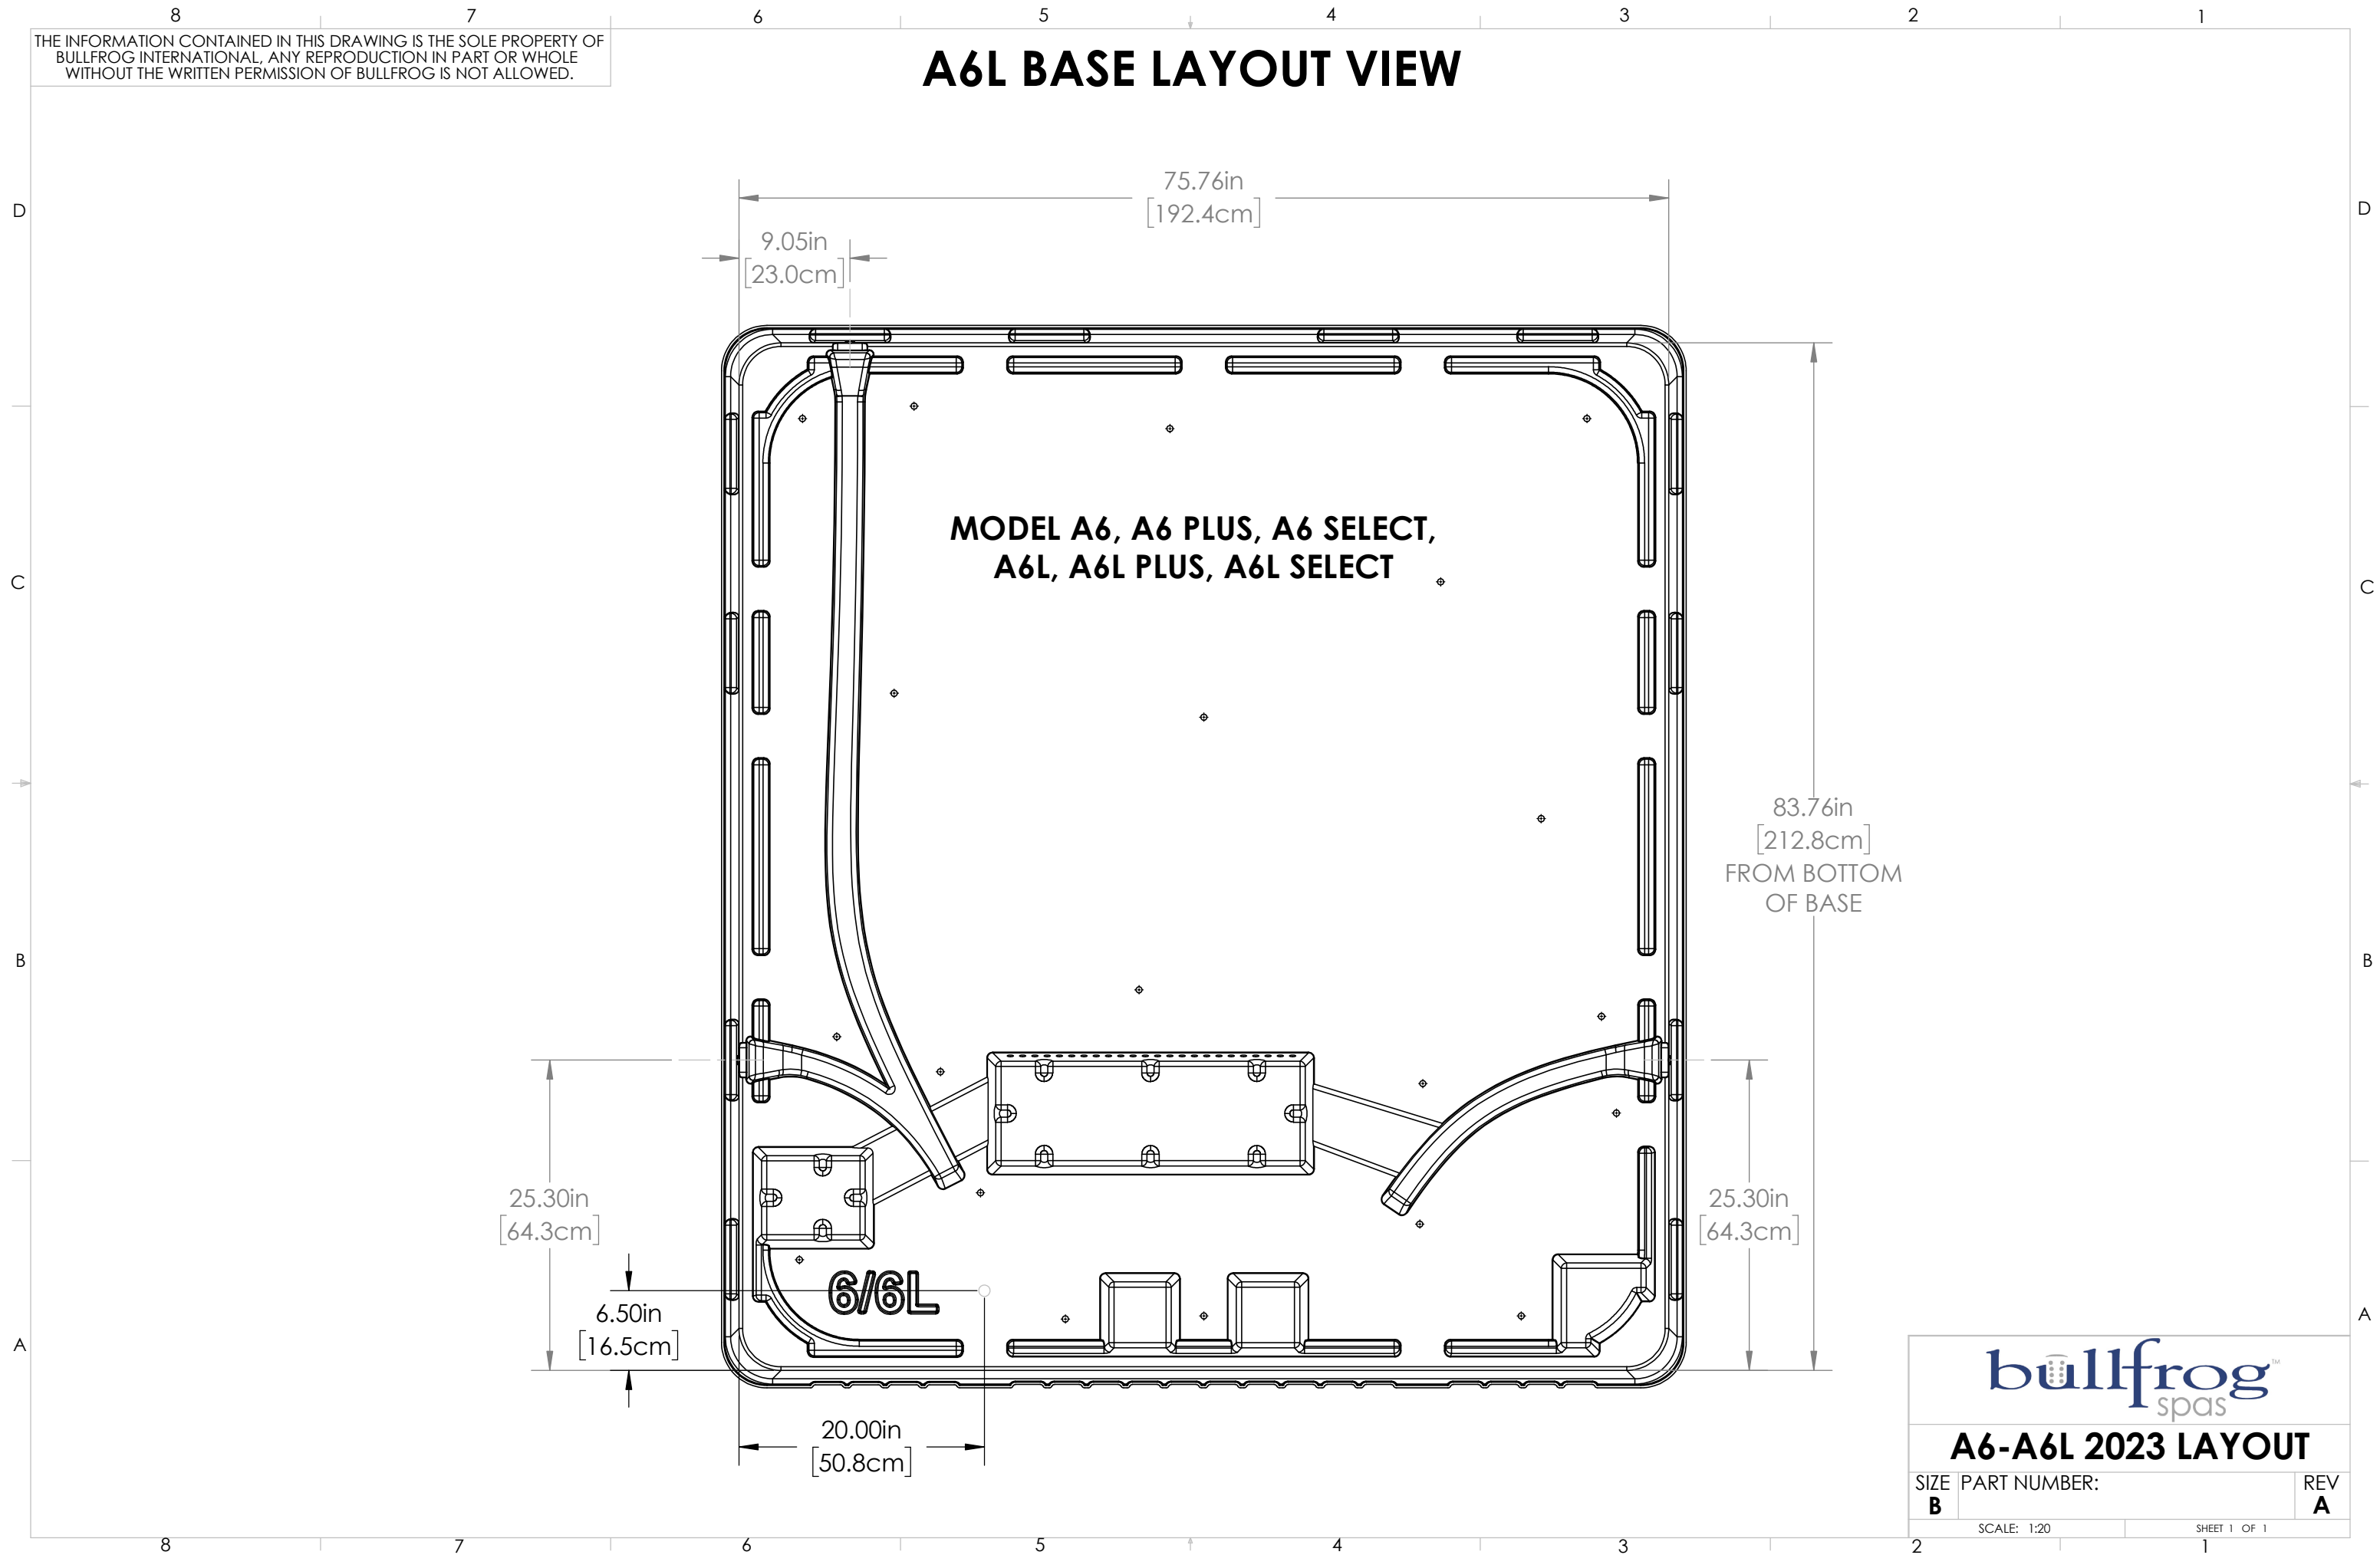 8 7 6 5 4 3 2 1
THE INFORMATION CONTAINED IN THIS DRAWING IS THE SOLE PROPERTY OF
BULLFROG INTERNATIONAL, ANY REPRODUCTION IN PART OR WHOLE
WITHOUT THE WRITTEN PERMISSION OF BULLFROG IS NOT ALLOWED.
A6L BASE LAYOUT VIEW
75.76in
[192.4cm]
D D
9.05in
[23.0cm]
MODEL A6, A6 PLUS, A6 SELECT,
A6L, A6L PLUS, A6L SELECT
C C
83.76in
[212.8cm]
FROM BOTTOM
OF BASE
B B
25.30in
[64.3cm]
25.30in
[64.3cm]
6/6L
6.50in
[16.5cm]
A A
20.00in
[50.8cm]
bullfrog™
spas
A6-A6L 2023 LAYOUT
SIZE PART NUMBER: REV
B A
SCALE: 1:20 SHEET 1 OF 1
8 7 6 5 4 3 2 1